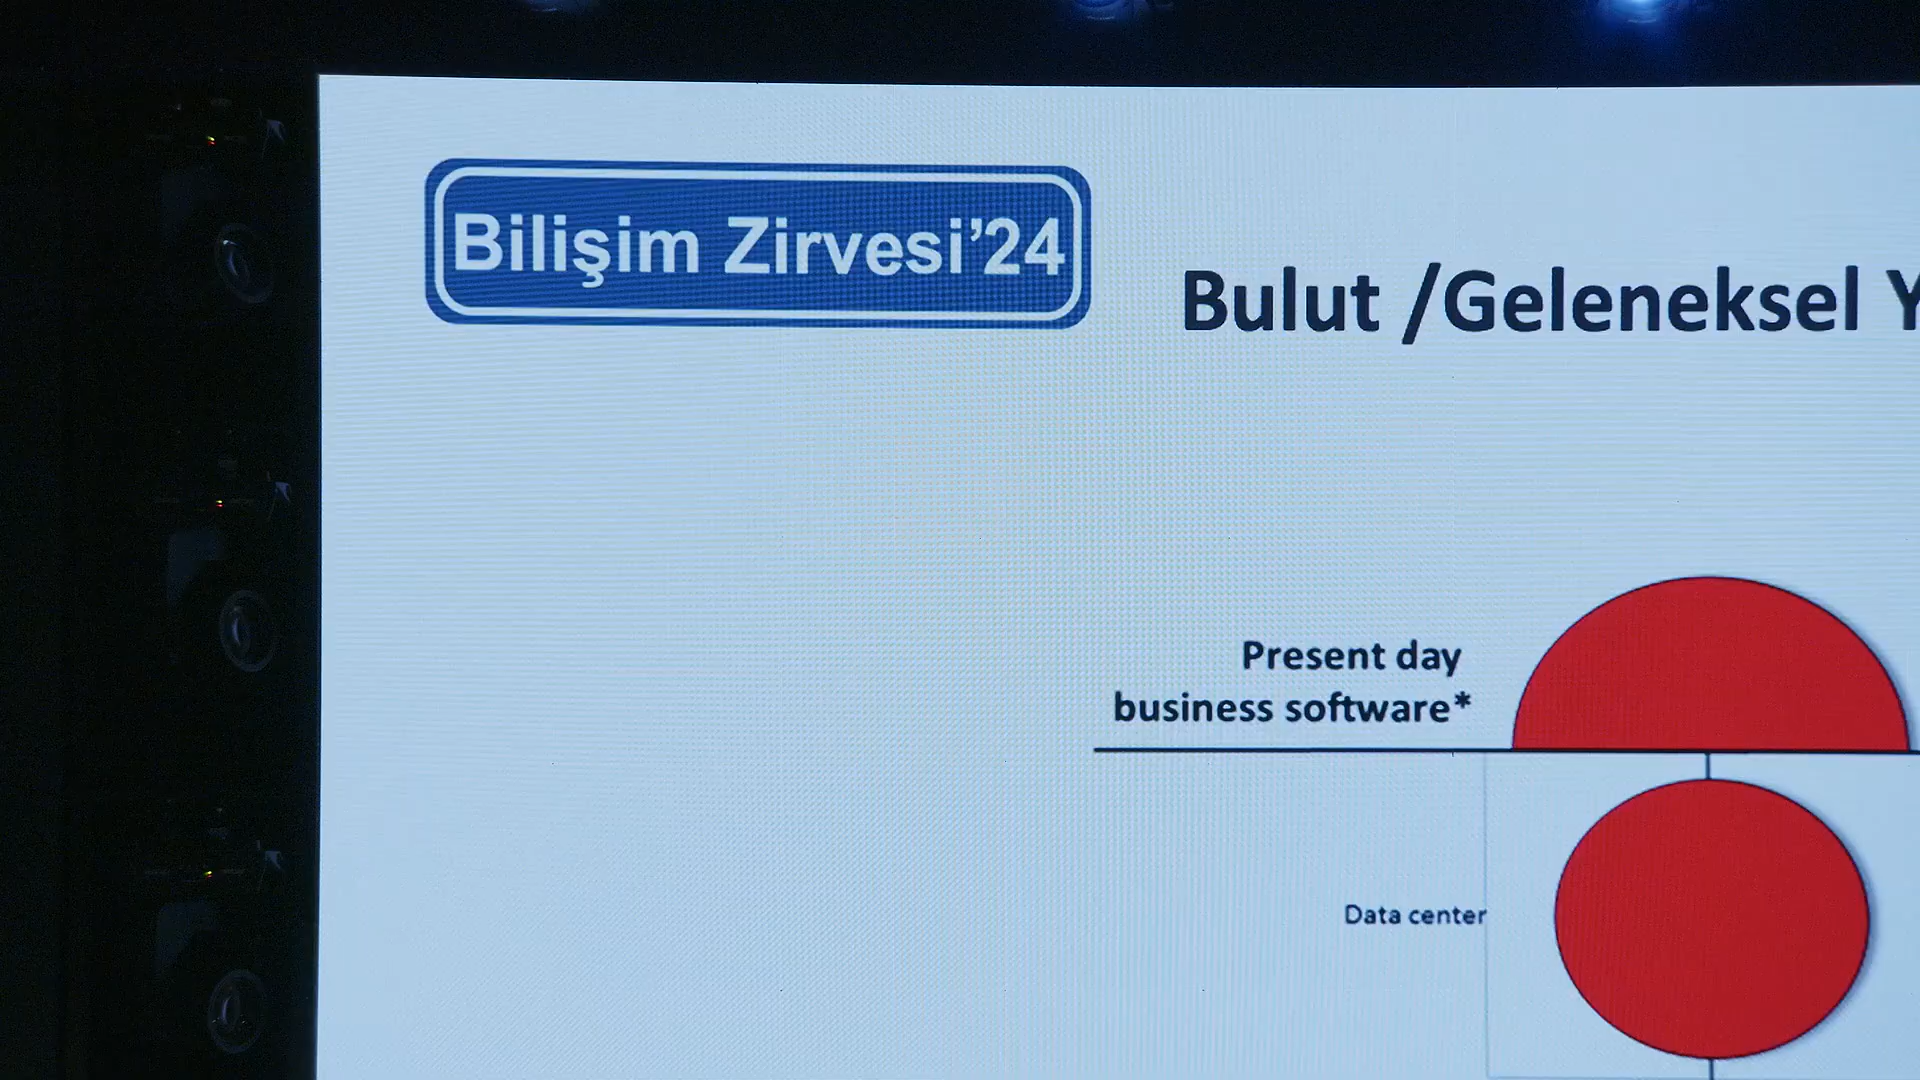 Bilişim Zirvesi’24
Bulut /Geleneksel
Present day
business software*
Data center